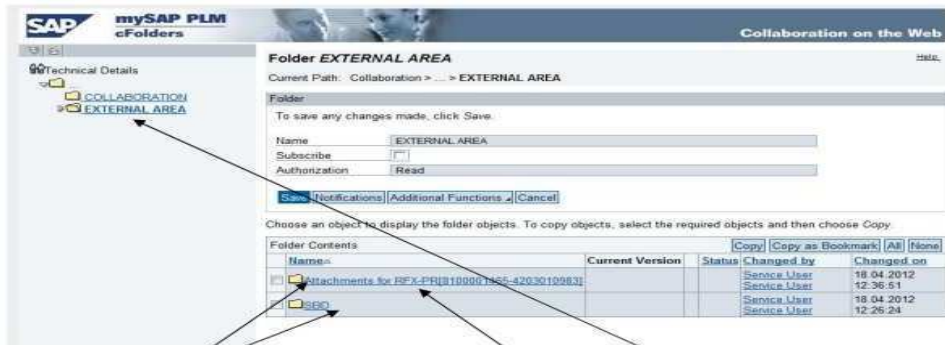 SAP
mySAP PLM
cFolders
Collaboration on the Web
Technical Details
...
COLLABORATION
EXTERNAL AREA
Folder EXTERNAL AREA
Help
Current Path: Collaboration > ... > EXTERNAL AREA
Folder
To save any changes made, click Save.
Name EXTERNAL AREA
Subscribe
Authorization Read
Save Notifications Additional Functions Cancel
Choose an object to display the folder objects. To copy objects, select the required objects and then choose Copy.
Folder Contents Copy Copy as Bookmark All None
Name Current Version Status Changed by Changed on
Attachments for RFX-PR Service User 18.04.2012
Service User 12:36:51
SBD Service User 18.04.2012
Service User 12:26:24